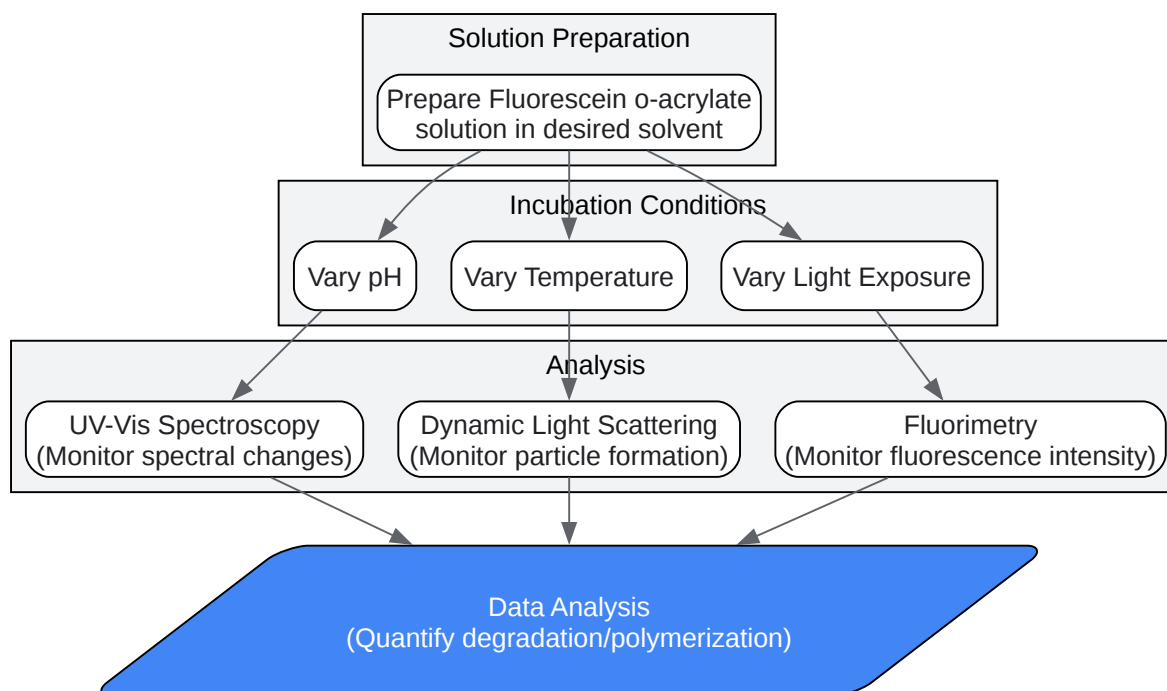 Solution Preparation
Prepare Fluorescein o-acrylate
solution in desired solvent
Incubation Conditions
Vary pH
Vary Temperature
Vary Light Exposure
Analysis
UV-Vis Spectroscopy
(Monitor spectral changes)
Dynamic Light Scattering
(Monitor particle formation)
Fluorimetry
(Monitor fluorescence intensity)
Data Analysis
(Quantify degradation/polymerization)